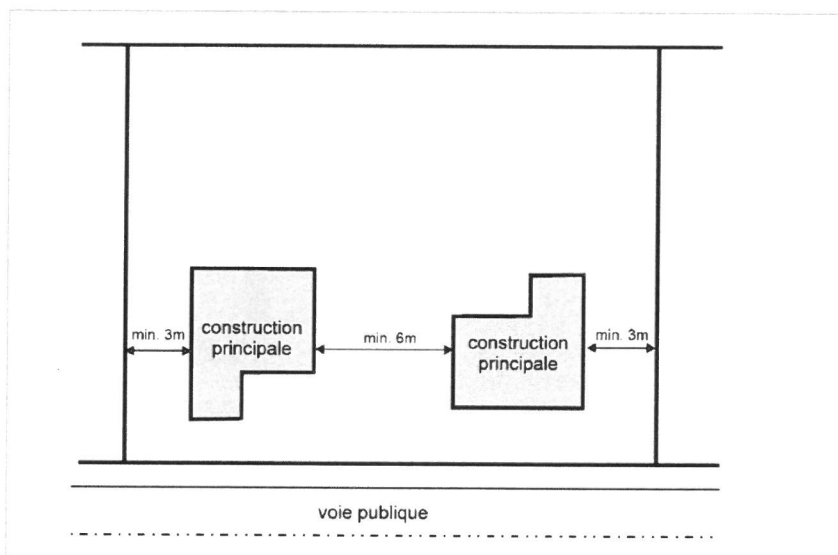 min. 3m
construction
principale
min. 6m
construction
principale
min. 3m
voie publique